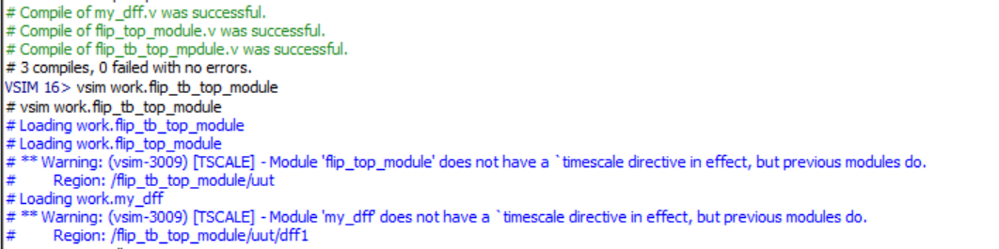 # Compile of my_dff.v was successful.
# Compile of flip_top_module.v was successful.
# Compile of flip_tb_top_mpdule.v was successful.
# 3 compiles, 0 failed with no errors.
VSIM 16> vsim work.flip_tb_top_module
# vsim work.flip_tb_top_module
# Loading work.flip_tb_top_module
# Loading work.flip_top_module
# ** Warning: (vsim-3009) [TSCALE] - Module 'flip_top_module' does not have a `timescale directive in effect, but previous modules do.
#       Region: /flip_tb_top_module/uut
# Loading work.my_dff
# ** Warning: (vsim-3009) [TSCALE] - Module 'my_dff' does not have a `timescale directive in effect, but previous modules do.
#       Region: /flip_tb_top_module/uut/dff1